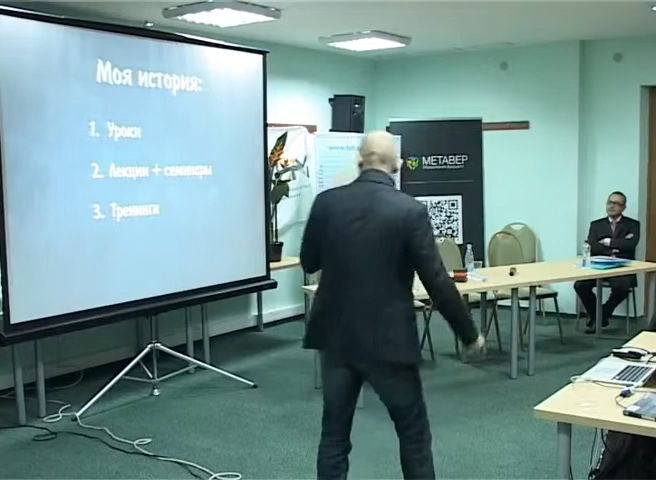 Моя история:
1. Уроки
2. Лекции + семинары
3. Тренинги
МЕТАВЕР